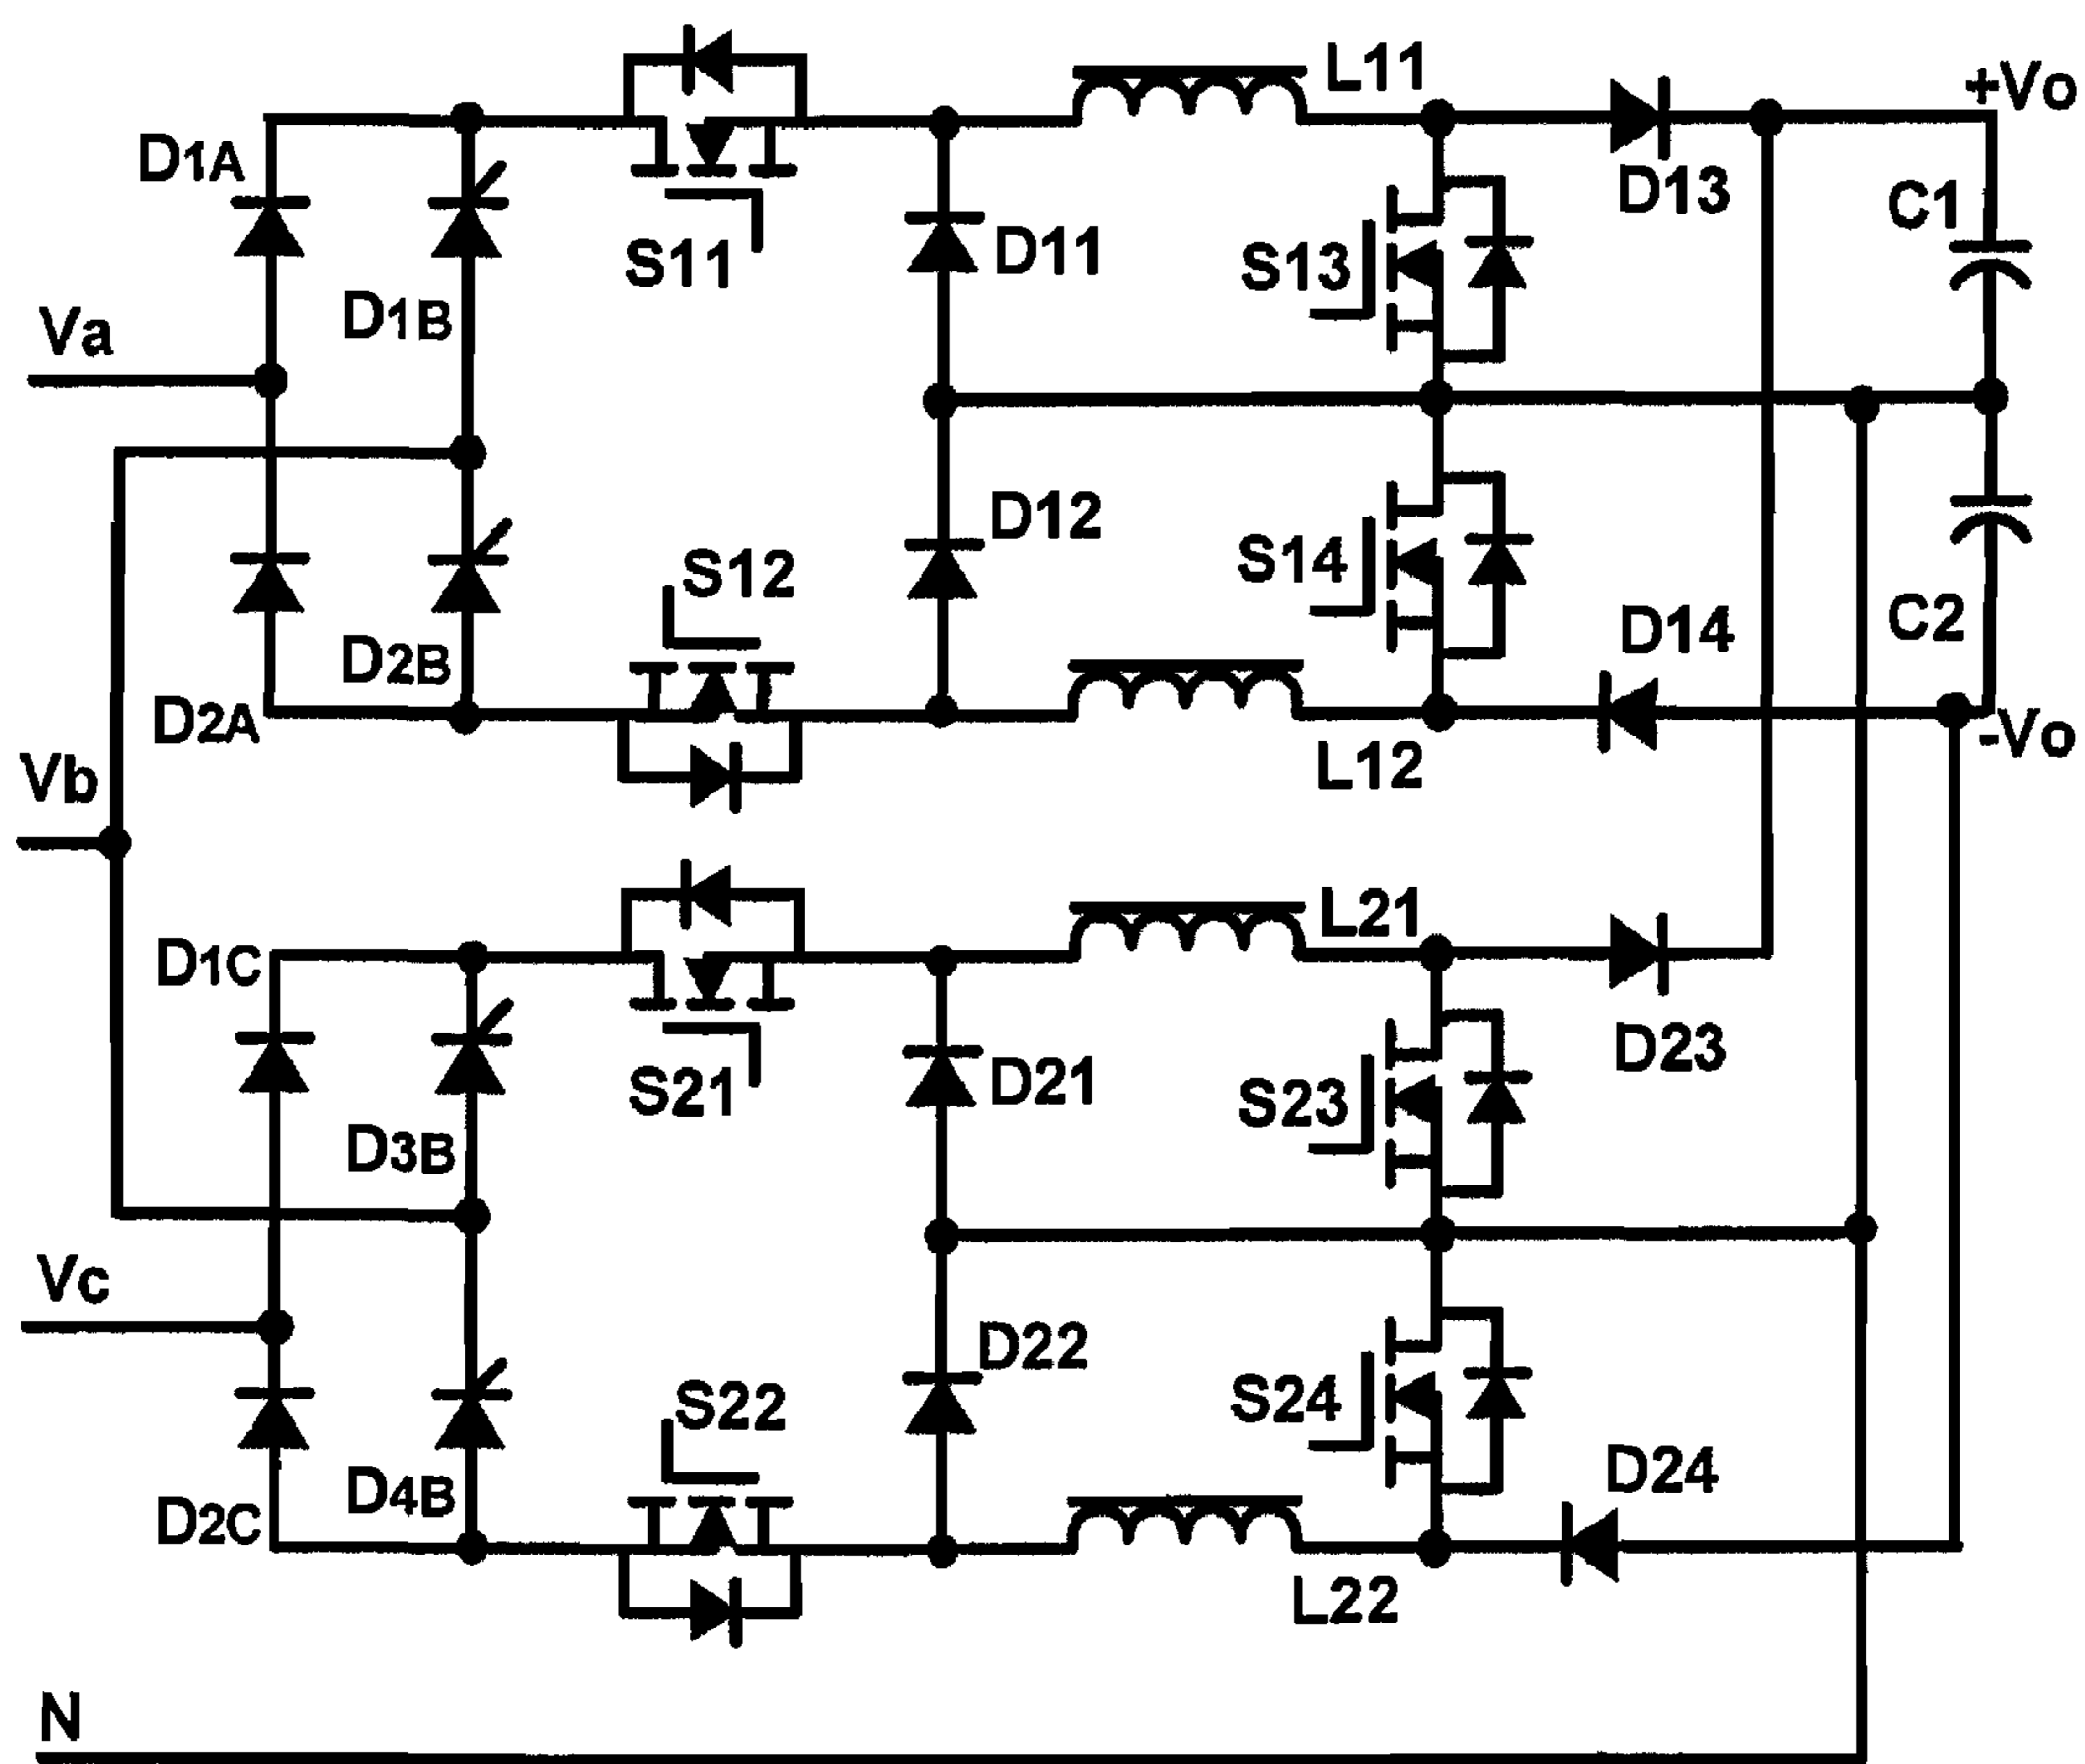 L11
+Vo
D1A
D13
C1
S11
D11
S13
Va
D1B
D12
S12
S14
D14
C2
D2B
D2A
-Vo
Vb
L12
L21
D1C
D23
S21
D21
S23
D3B
Vc
D22
S22
S24
D24
D4B
D2C
L22
N